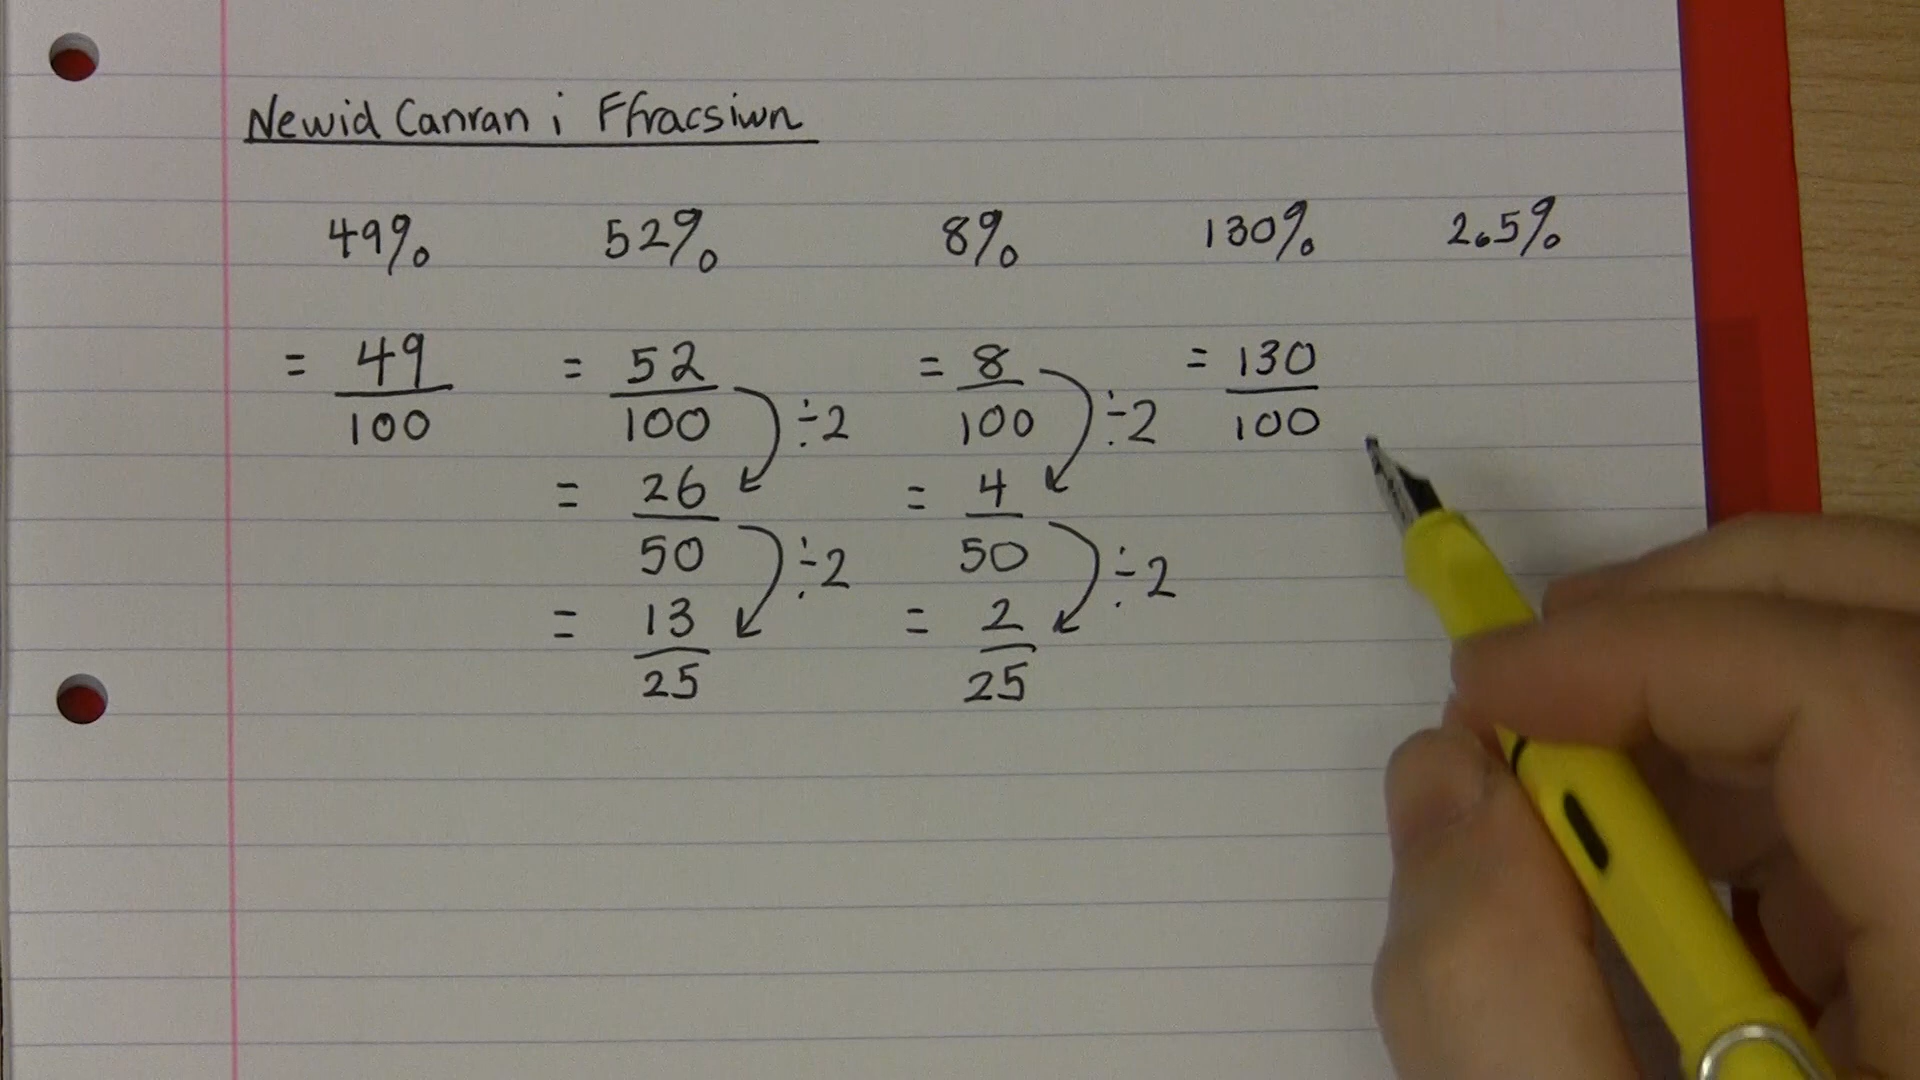 Newid Canran i Ffracsiwn
49% 52% 8% 130% 2.5%
= 49/100 = 52/100 ÷2 = 8/100 ÷2 = 130/100
= 26/50 ÷2 = 4/50 ÷2
= 13/25 = 2/25